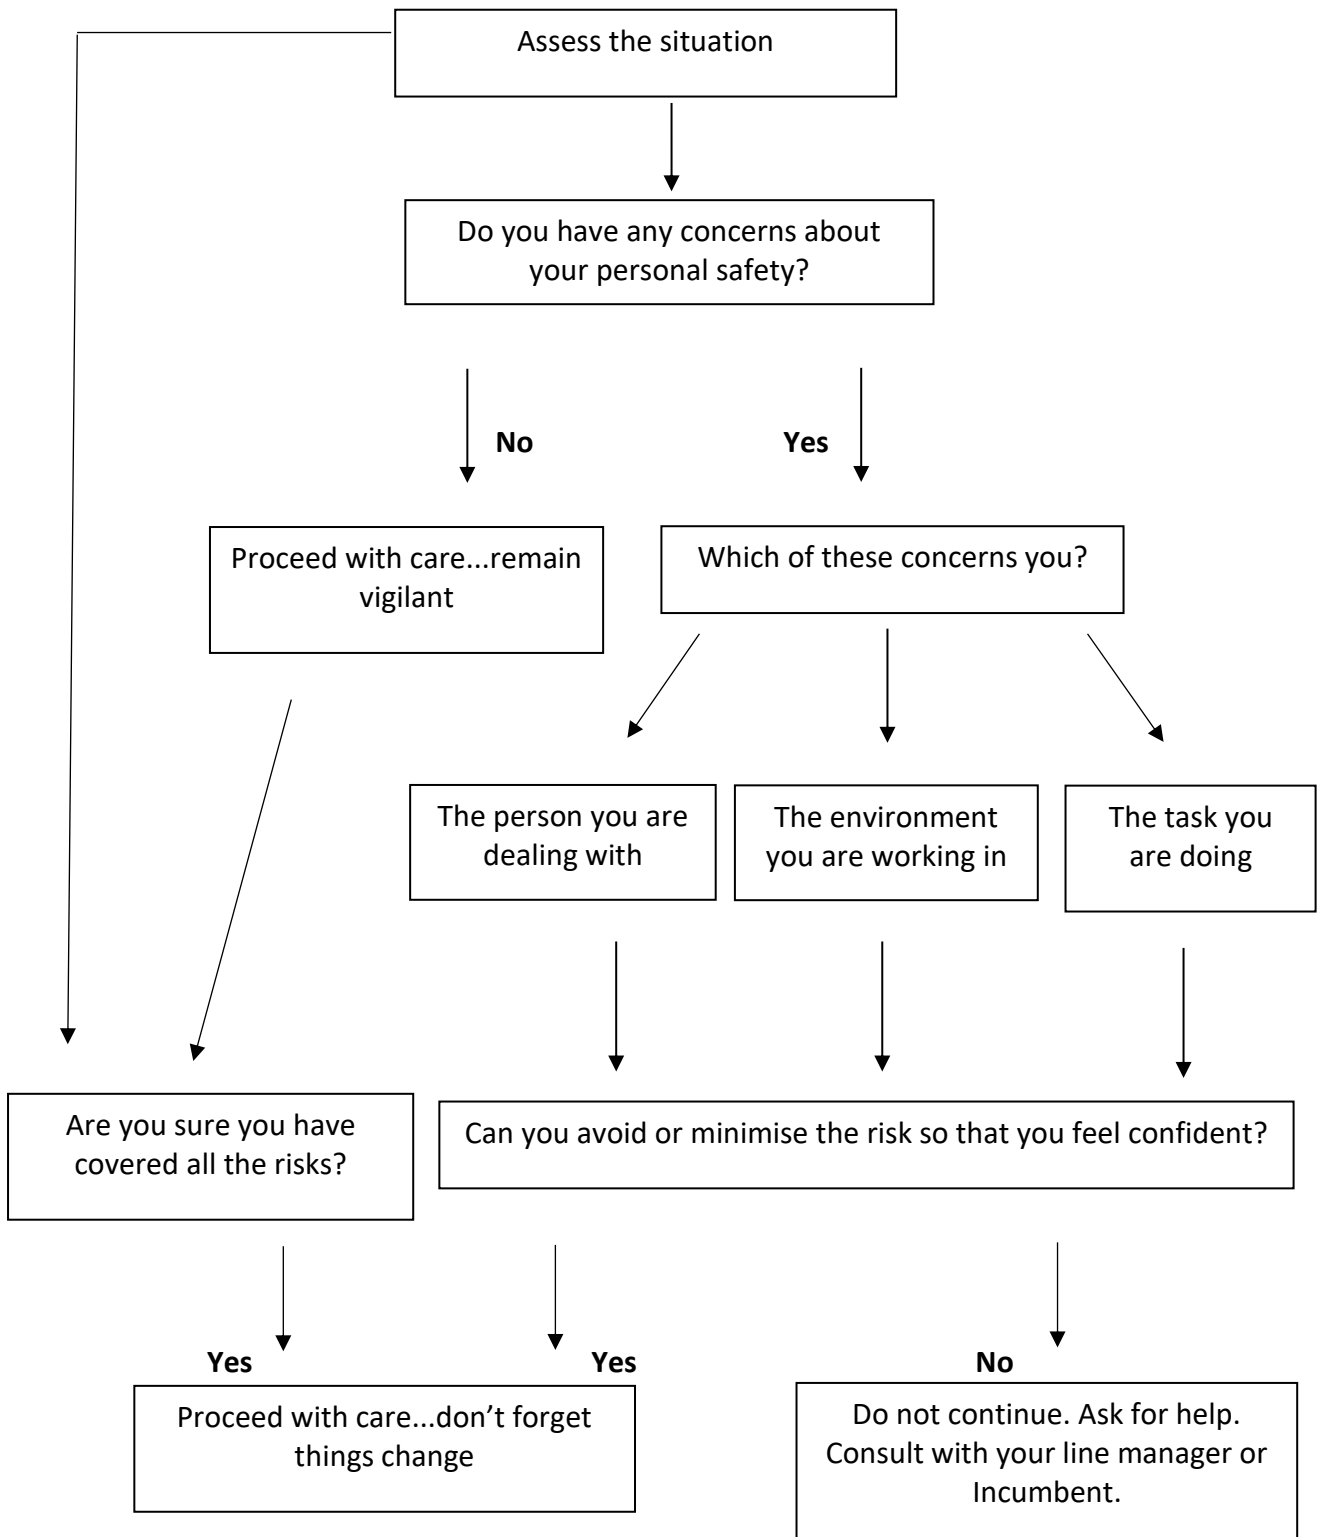 Assess the situation
Do you have any concerns about
your personal safety?
No
Yes
Proceed with care...remain
vigilant
Which of these concerns you?
The person you are
dealing with
The environment
you are working in
The task you
are doing
Are you sure you have
covered all the risks?
Can you avoid or minimise the risk so that you feel confident?
Yes
Yes
No
Proceed with care...don’t forget
things change
Do not continue. Ask for help.
Consult with your line manager or
Incumbent.